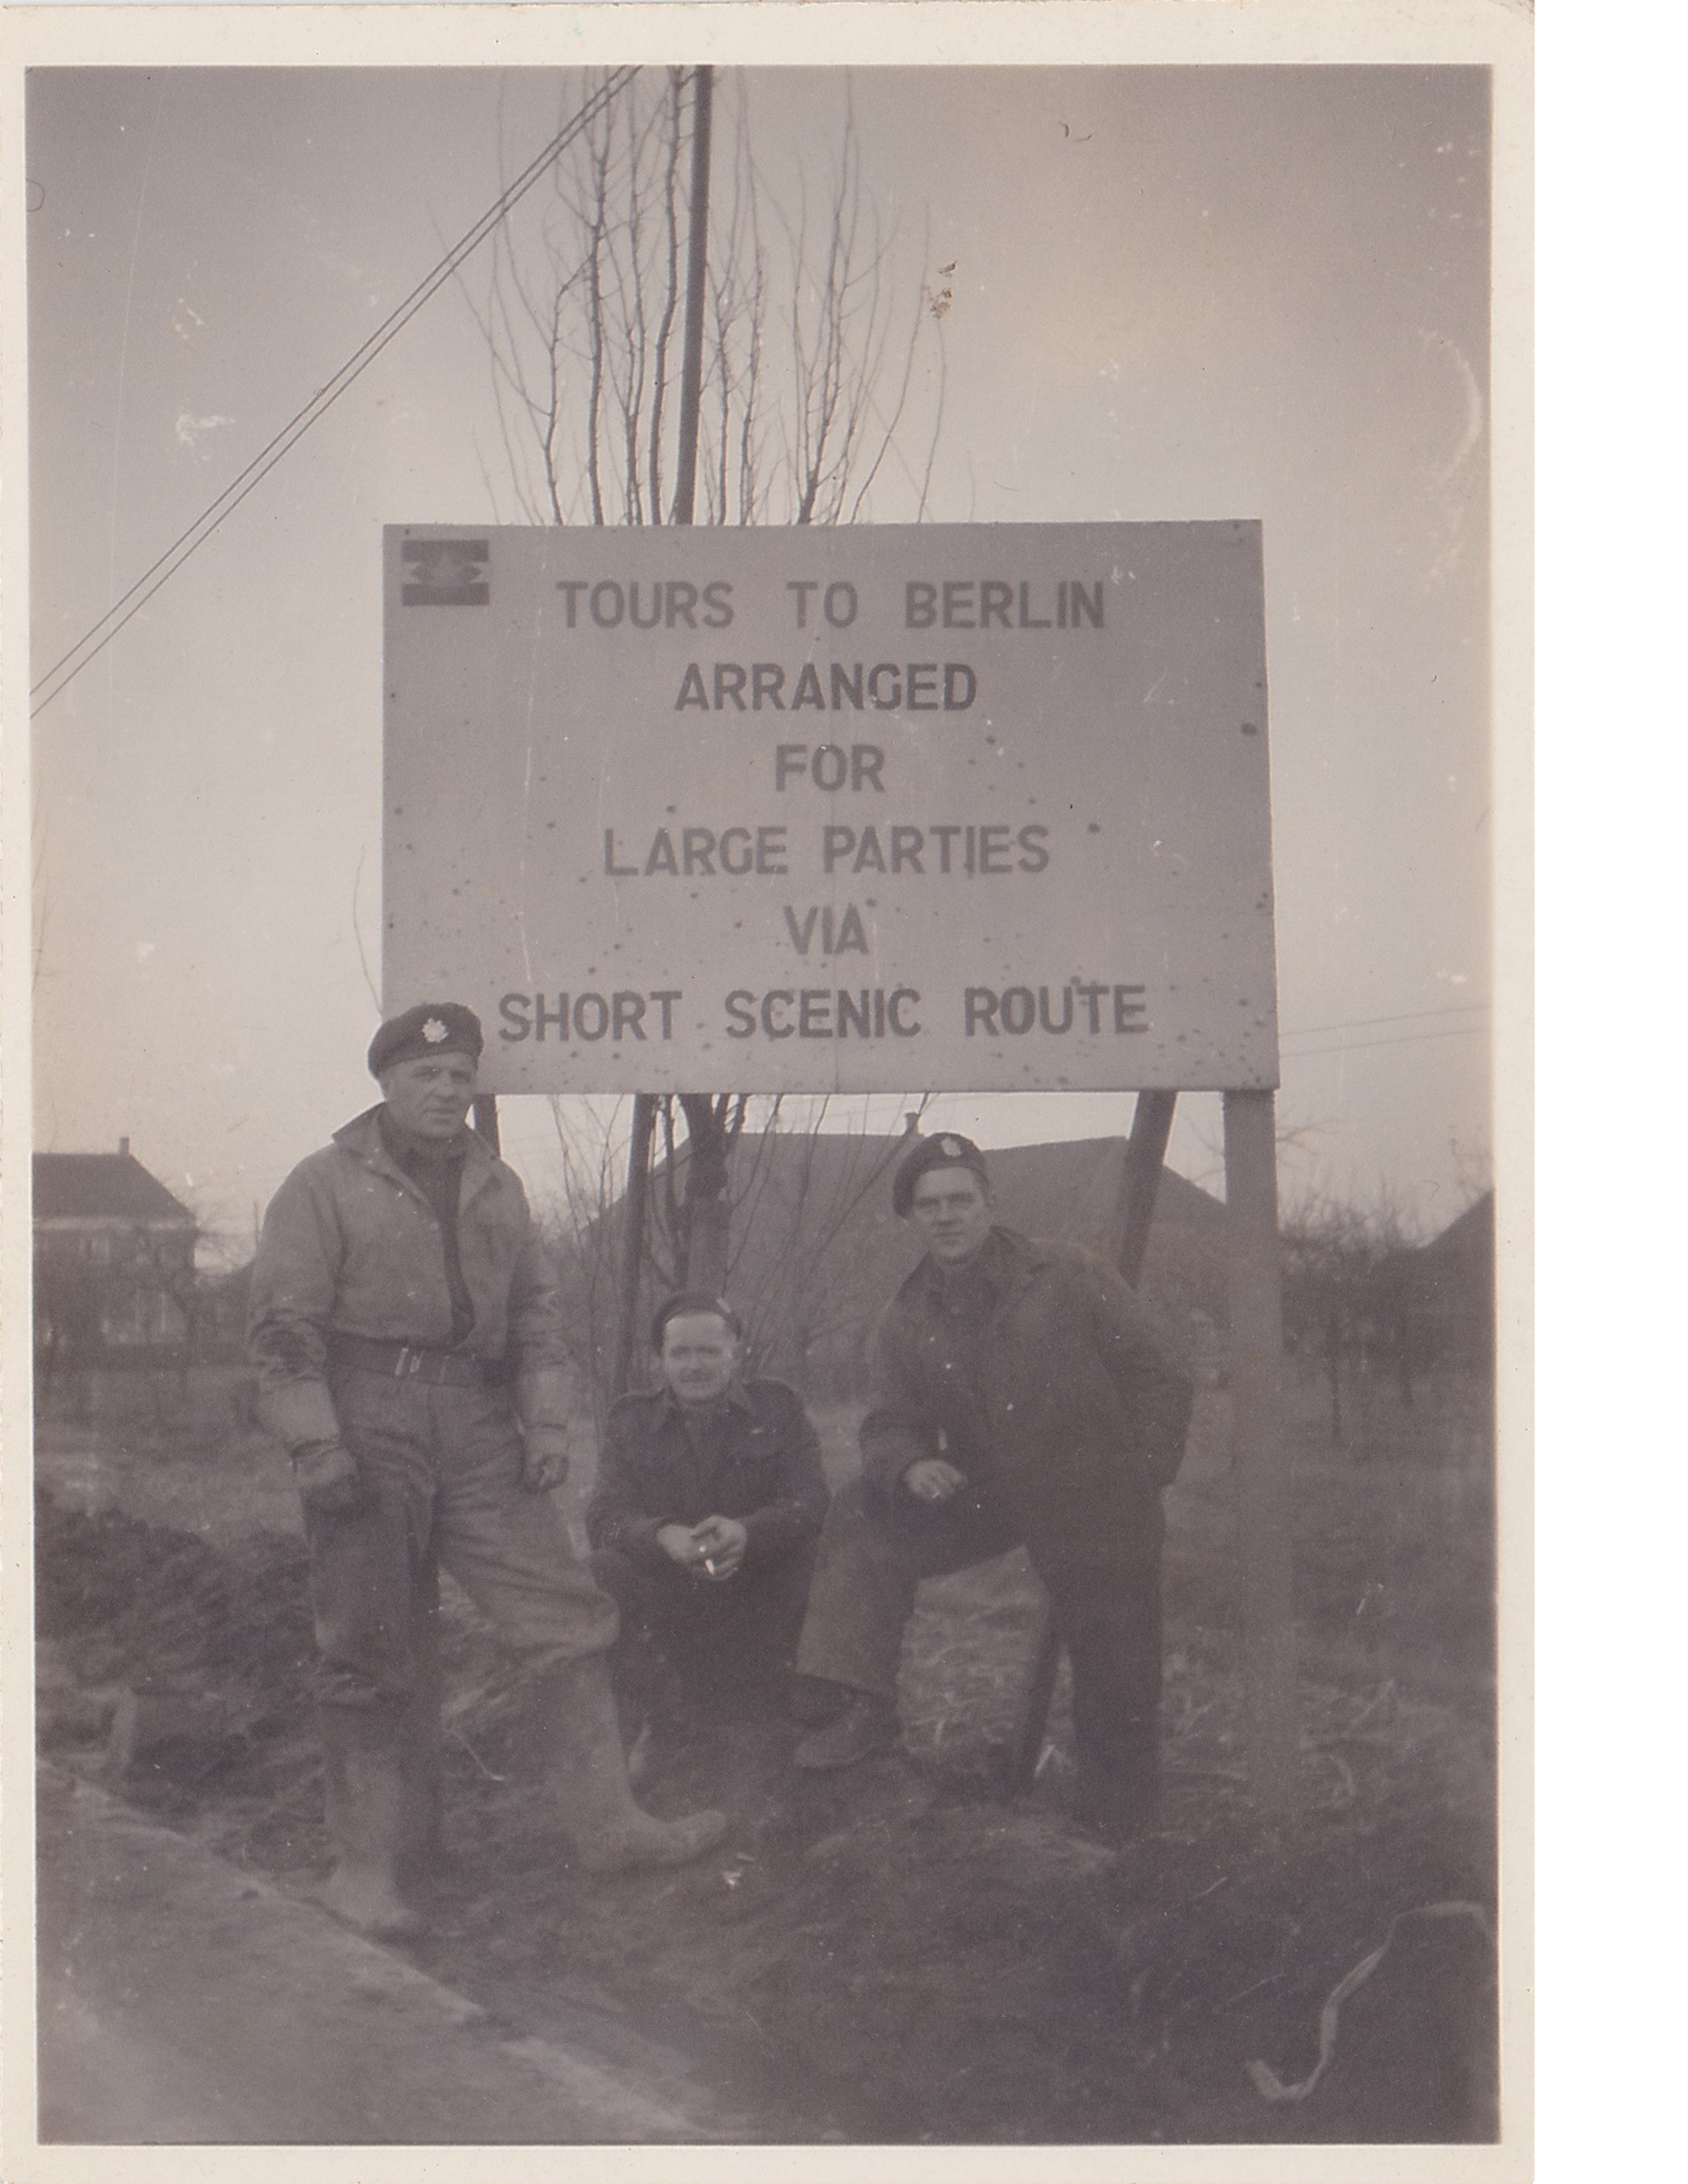 TOURS TO BERLIN
ARRANGED
FOR
LARGE PARTIES
VIA
SHORT SCENIC ROUTE